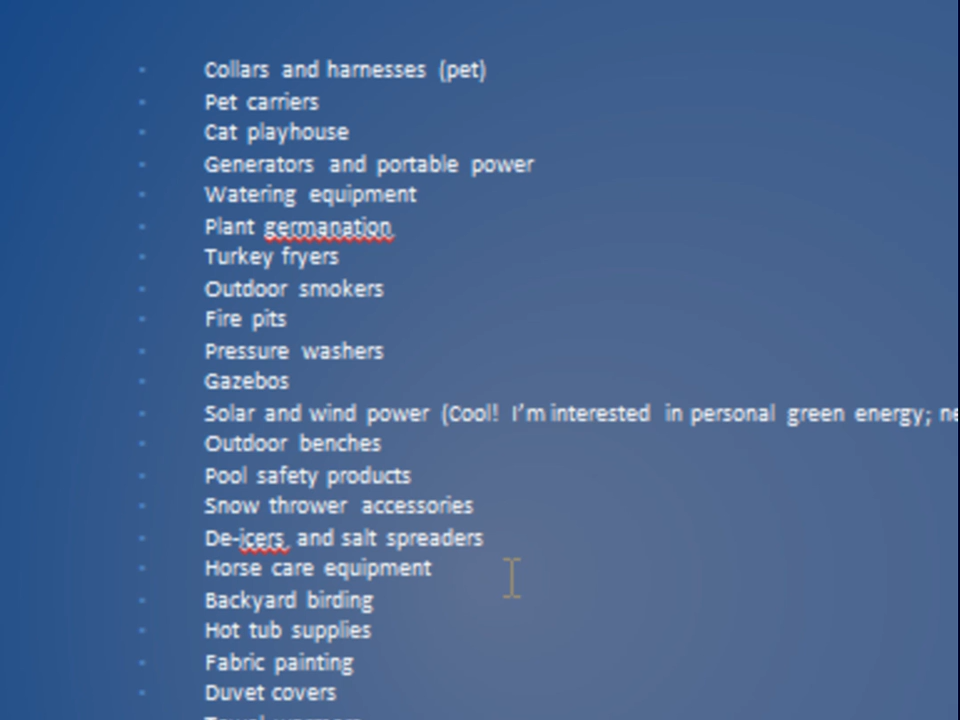 Collars and harnesses (pet)
Pet carriers
Cat playhouse
Generators and portable power
Watering equipment
Plant germanation
Turkey fryers
Outdoor smokers
Fire pits
Pressure washers
Gazebos
Solar and wind power (Cool! I'm interested in personal green energy;
Outdoor benches
Pool safety products
Snow thrower accessories
De-icers and salt spreaders
Horse care equipment
Backyard birding
Hot tub supplies
Fabric painting
Duvet covers